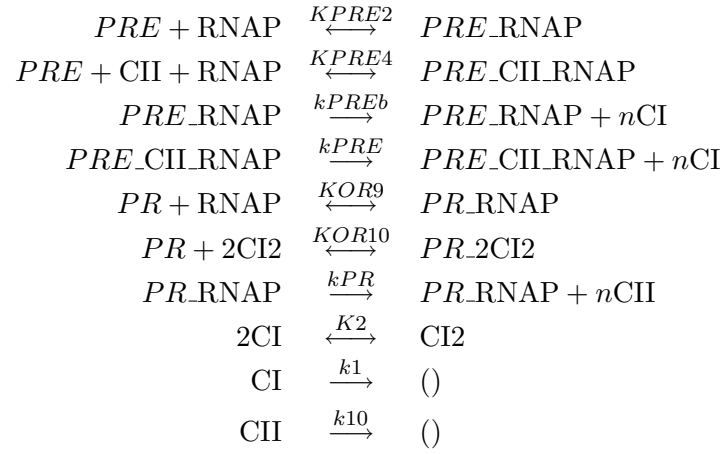 PRE + RNAP KPRE2 ⟷ PRE_RNAP
PRE + CII + RNAP KPRE4 ⟷ PRE_CII_RNAP
PRE_RNAP kPREb ⟶ PRE_RNAP + nCI
PRE_CII_RNAP kPRE ⟶ PRE_CII_RNAP + nCI
PR + RNAP KOR9 ⟷ PR_RNAP
PR + 2CI2 KOR10 ⟷ PR_2CI2
PR_RNAP kPR ⟶ PR_RNAP + nCII
2CI K2 ⟷ CI2
CI k1 ⟶ ()
CII k10 ⟶ ()